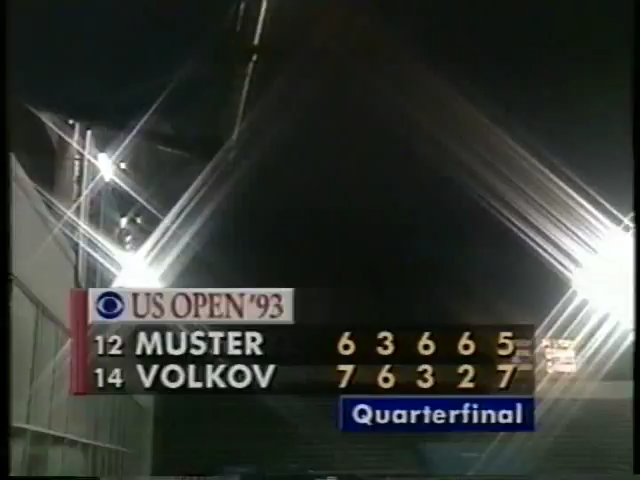 US OPEN '93
12 MUSTER 6 3 6 6 5
14 VOLKOV 7 6 3 2 7
Quarterfinal